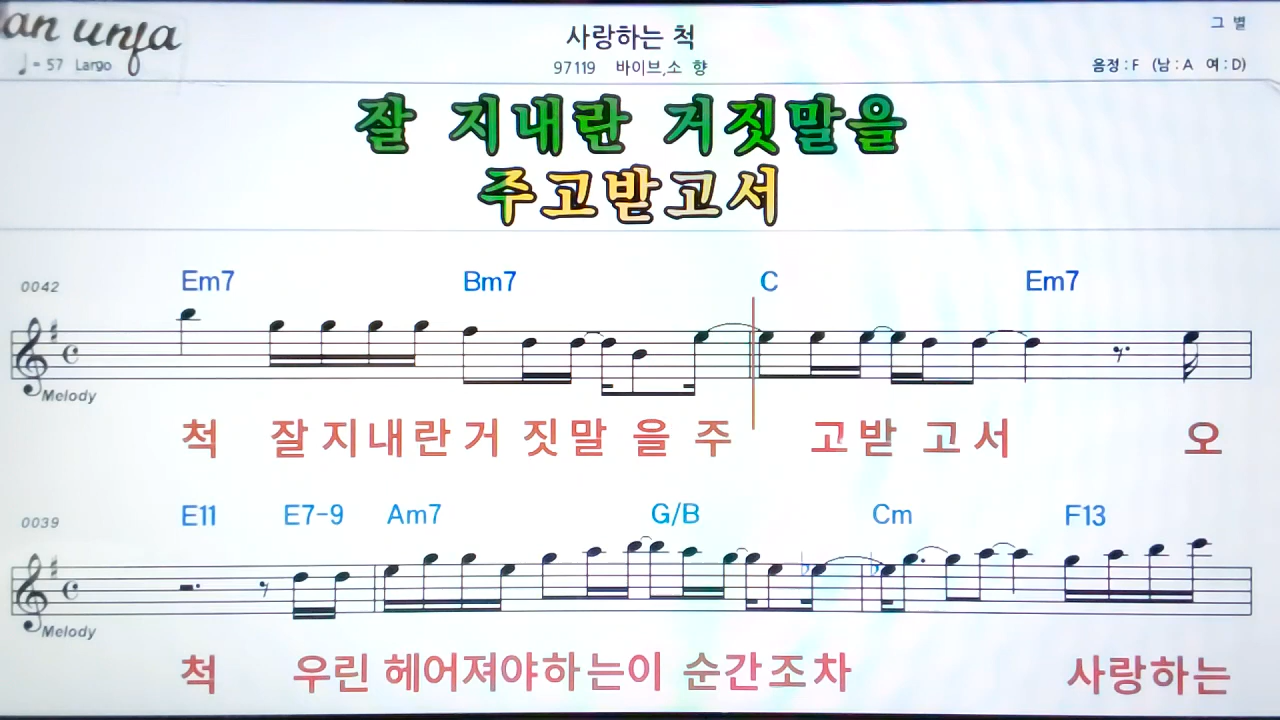 사랑하는 척
그 별
♩= 57 Largo
97119 바이브,소 향
음정 : F (남 : A 여 : D)
잘 지내란 거짓말을
주고받고서
0042 Em7 Bm7 C Em7
Melody
척 잘 지내란 거 짓말 을 주 고받 고 서 오
0039 E11 E7-9 Am7 G/B Cm F13
Melody
척 우린 헤어져야하는이 순간조차 사랑하는